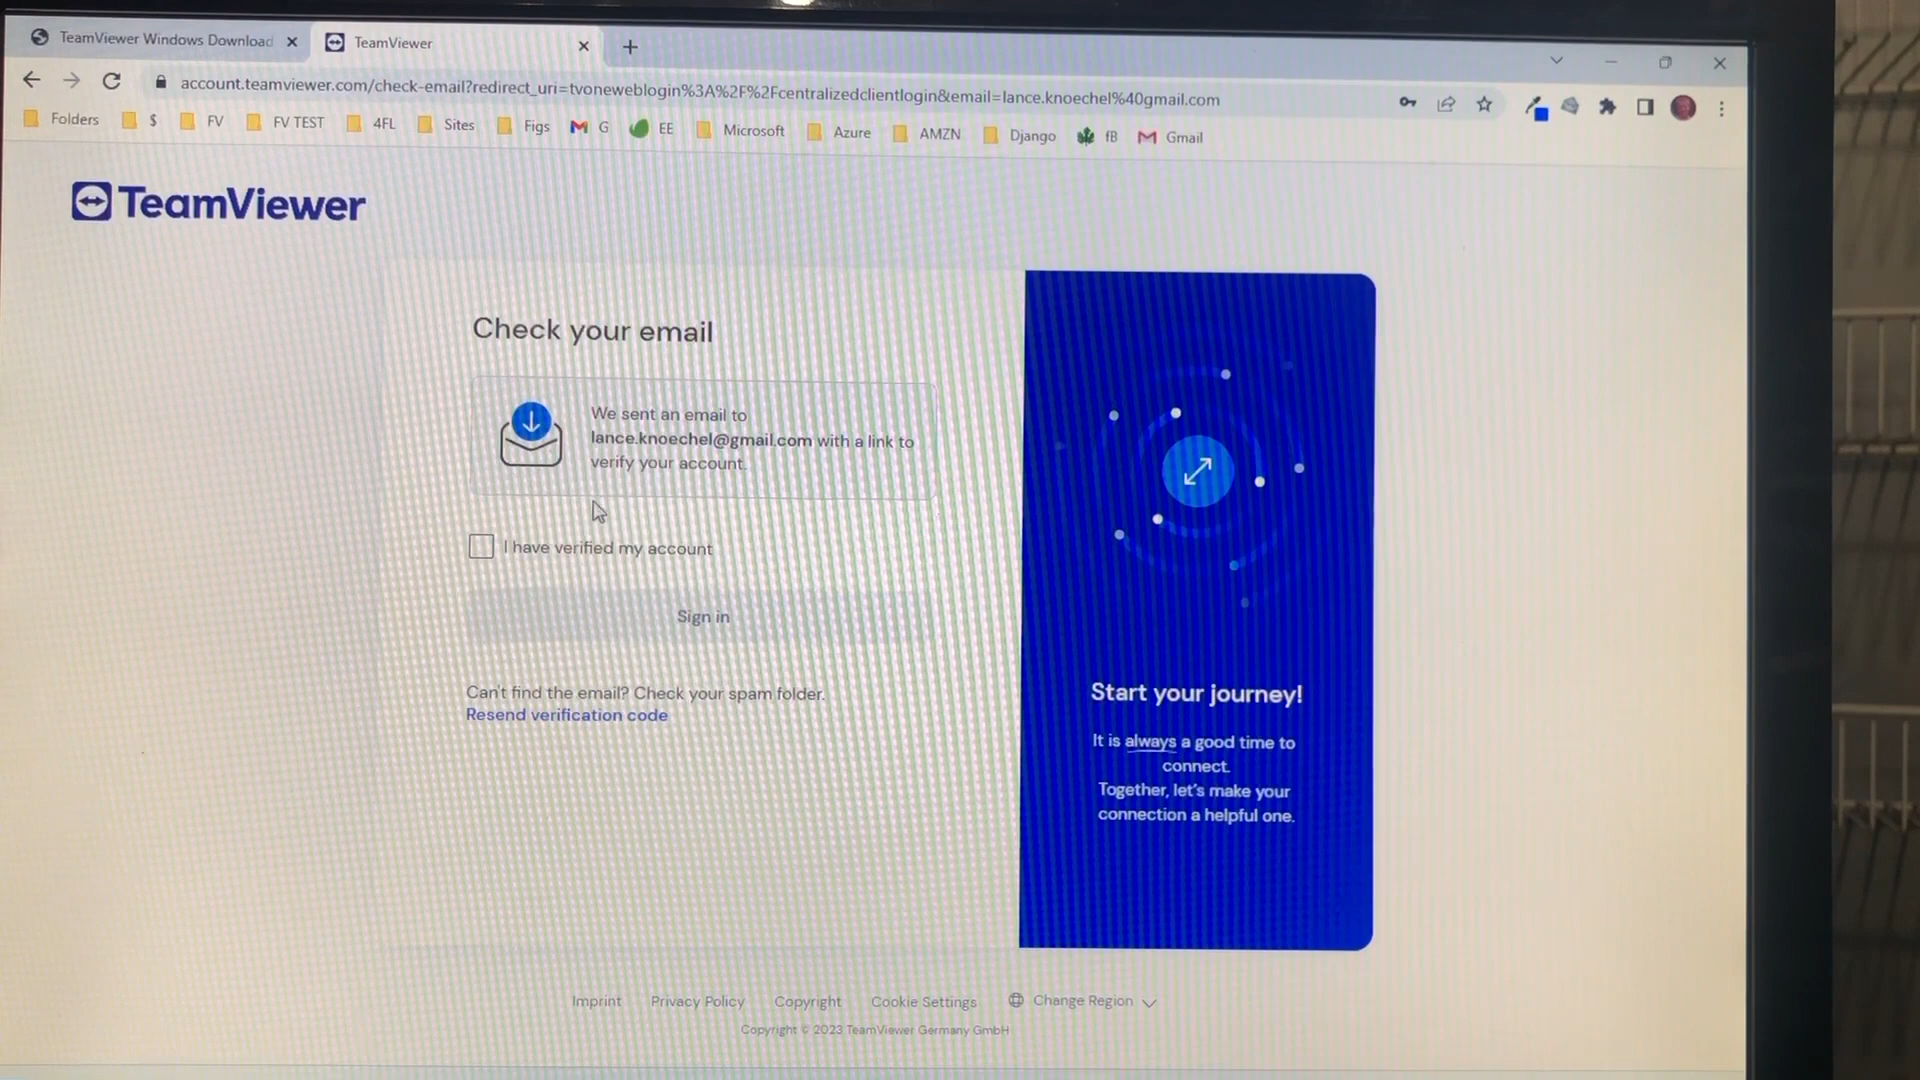 TeamViewer Windows Download
TeamViewer
account.teamviewer.com/check-email?redirect_uri=tvoneweblogin%3A%2F%2Fcentralizedclientlogin&email=lance.knoechel%40gmail.com
Folders $ FV FV TEST 4FL Sites Figs G EE Microsoft Azure AMZN Django fB Gmail
TeamViewer
Check your email
We sent an email to
lance.knoechel@gmail.com with a link to
verify your account.
I have verified my account
Sign in
Can't find the email? Check your spam folder.
Resend verification code
Start your journey!
It is always a good time to
connect.
Together, let's make your
connection a helpful one.
Imprint Privacy Policy Copyright Cookie Settings Change Region
Copyright © 2023 TeamViewer Germany GmbH